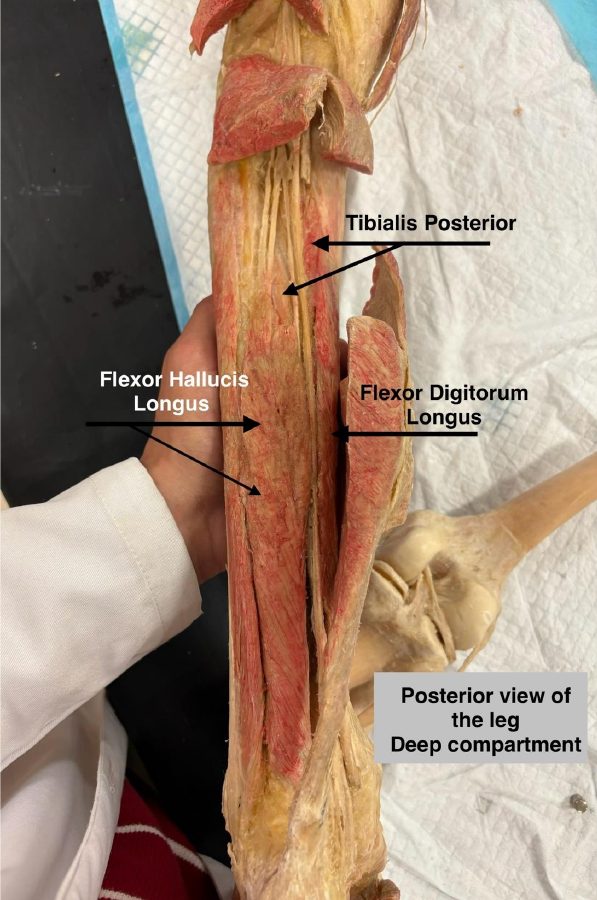 Tibialis Posterior
Flexor Hallucis
Longus
Flexor Digitorum
Longus
Posterior view of
the leg
Deep compartment